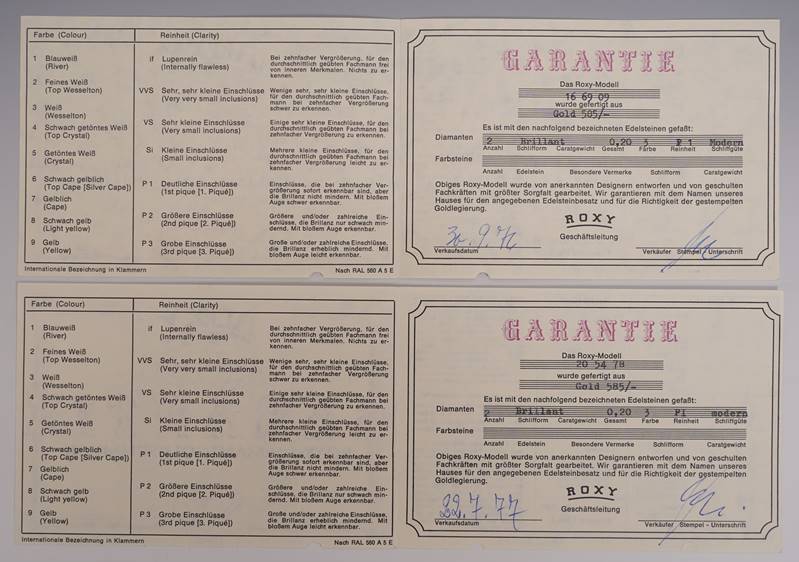 Farbe (Colour) Reinheit (Clarity)
1 Blauweiß
(River)
2 Feines Weiß
(Top Wesselton)
3 Weiß
(Wesselton)
4 Schwach getöntes Weiß
(Top Crystal)
5 Getöntes Weiß
(Crystal)
6 Schwach gelblich
(Top Cape [Silver Cape])
7 Gelblich
(Cape)
8 Schwach gelb
(Light yellow)
9 Gelb
(Yellow)
if Lupenrein
(Internally flawless)
Bei zehnfacher Vergrößerung, für den
durchschnittlich geübten Fachmann frei
von inneren Merkmalen. Nichts zu er-
kennen.
VVS Sehr, sehr kleine Einschlüsse
(Very very small inclusions)
Wenige sehr, sehr kleine Einschlüsse,
für den durchschnittlich geübten Fach-
mann bei zehnfacher Vergrößerung
schwer zu erkennen.
VS Sehr kleine Einschlüsse
(Very small inclusions)
Einige sehr kleine Einschlüsse für den
durchschnittlich geübten Fachmann bei
zehnfacher Vergrößerung zu erkennen.
Si Kleine Einschlüsse
(Small inclusions)
Mehrere kleine Einschlüsse, für den
durchschnittlich geübten Fachmann bei
zehnfacher Vergrößerung leicht zu er-
kennen.
P 1 Deutliche Einschlüsse
(1st pique [1. Piqué])
Einschlüsse, die bei zehnfacher Ver-
größerung sofort erkennbar sind, aber
die Brillanz nicht mindern. Mit bloßem
Auge schwer erkennbar.
P 2 Größere Einschlüsse
(2nd pique [2. Piqué])
Größere und/oder zahlreiche Ein-
schlüsse, die Brillanz nur schwach min-
dernd. Mit bloßem Auge erkennbar.
P 3 Grobe Einschlüsse
(3rd pique [3. Piqué])
Große und/oder zahlreiche Einschlüsse,
die Brillanz erheblich mindernd. Mit
bloßem Auge leicht erkennbar.
Internationale Bezeichnung in Klammern Nach RAL 560 A 5 E
GARANTIE
Das Roxy-Modell
16 69 09
wurde gefertigt aus
Gold 585/-
Es ist mit den nachfolgend bezeichneten Edelsteinen gefaßt:
Diamanten 2 Brillant 0,20 3 P 1 Modern
Anzahl Schliffform Caratgewicht Gesamt Farbe Reinheit Schliffgüte
Farbsteine
Anzahl Edelstein Besondere Vermerke Schliffform Caratgewicht
Obiges Roxy-Modell wurde von anerkannten Designern entworfen und von geschulten
Fachkräften mit größter Sorgfalt gearbeitet. Wir garantieren mit dem Namen unseres
Hauses für den angegebenen Edelsteinbesatz und für die Richtigkeit der gestempelten
Goldlegierung.
ROXY
Geschäftsleitung
30.9.76
Verkaufsdatum Verkäufer Stempel - Unterschrift
Farbe (Colour) Reinheit (Clarity)
1 Blauweiß
(River)
2 Feines Weiß
(Top Wesselton)
3 Weiß
(Wesselton)
4 Schwach getöntes Weiß
(Top Crystal)
5 Getöntes Weiß
(Crystal)
6 Schwach gelblich
(Top Cape [Silver Cape])
7 Gelblich
(Cape)
8 Schwach gelb
(Light yellow)
9 Gelb
(Yellow)
if Lupenrein
(Internally flawless)
Bei zehnfacher Vergrößerung, für den
durchschnittlich geübten Fachmann frei
von inneren Merkmalen. Nichts zu er-
kennen.
VVS Sehr, sehr kleine Einschlüsse
(Very very small inclusions)
Wenige sehr, sehr kleine Einschlüsse,
für den durchschnittlich geübten Fach-
mann bei zehnfacher Vergrößerung
schwer zu erkennen.
VS Sehr kleine Einschlüsse
(Very small inclusions)
Einige sehr kleine Einschlüsse für den
durchschnittlich geübten Fachmann bei
zehnfacher Vergrößerung zu erkennen.
Si Kleine Einschlüsse
(Small inclusions)
Mehrere kleine Einschlüsse, für den
durchschnittlich geübten Fachmann bei
zehnfacher Vergrößerung leicht zu er-
kennen.
P 1 Deutliche Einschlüsse
(1st pique [1. Piqué])
Einschlüsse, die bei zehnfacher Ver-
größerung sofort erkennbar sind, aber
die Brillanz nicht mindern. Mit bloßem
Auge schwer erkennbar.
P 2 Größere Einschlüsse
(2nd pique [2. Piqué])
Größere und/oder zahlreiche Ein-
schlüsse, die Brillanz nur schwach min-
dernd. Mit bloßem Auge erkennbar.
P 3 Grobe Einschlüsse
(3rd pique [3. Piqué])
Große und/oder zahlreiche Einschlüsse,
die Brillanz erheblich mindernd. Mit
bloßem Auge leicht erkennbar.
Internationale Bezeichnung in Klammern Nach RAL 560 A 5 E
GARANTIE
Das Roxy-Modell
20 54 78
wurde gefertigt aus
Gold 585/-
Es ist mit den nachfolgend bezeichneten Edelsteinen gefaßt:
Diamanten 2 Brillant 0,20 3 P1 modern
Anzahl Schliffform Caratgewicht Gesamt Farbe Reinheit Schliffgüte
Farbsteine
Anzahl Edelstein Besondere Vermerke Schliffform Caratgewicht
Obiges Roxy-Modell wurde von anerkannten Designern entworfen und von geschulten
Fachkräften mit größter Sorgfalt gearbeitet. Wir garantieren mit dem Namen unseres
Hauses für den angegebenen Edelsteinbesatz und für die Richtigkeit der gestempelten
Goldlegierung.
ROXY
Geschäftsleitung
22.7.77
Verkaufsdatum Verkäufer Stempel - Unterschrift